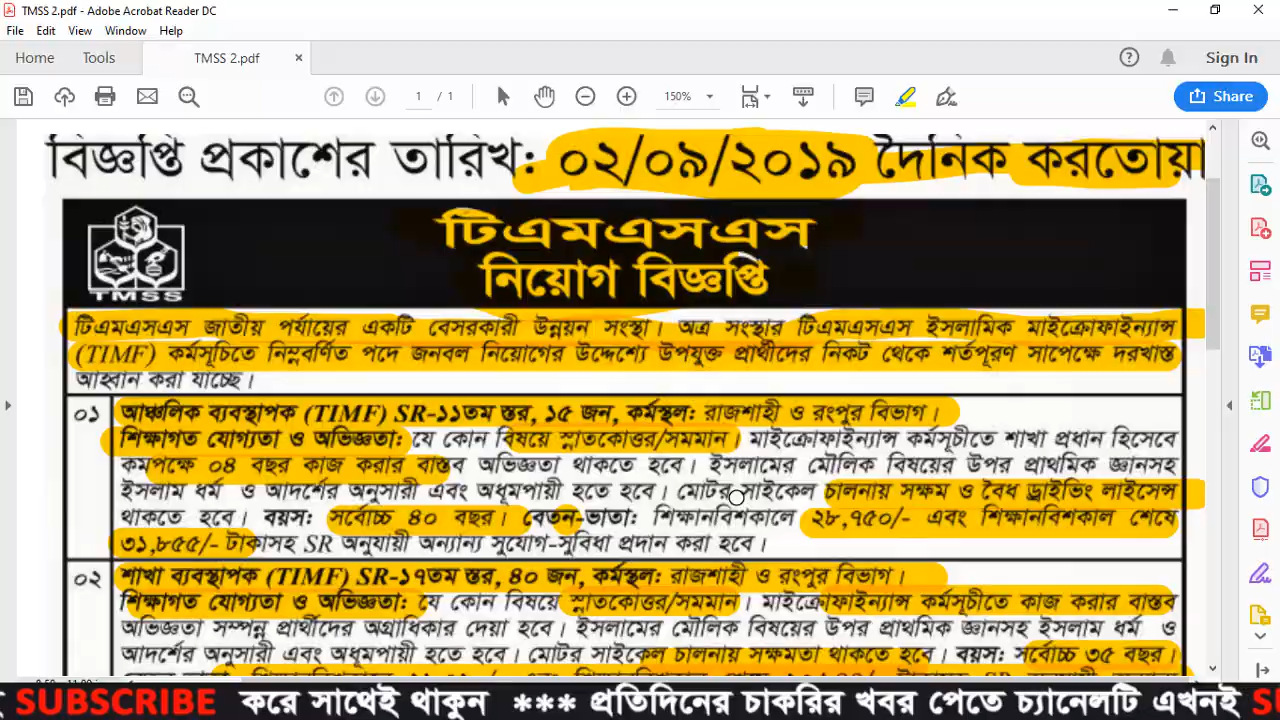 TMSS 2.pdf - Adobe Acrobat Reader DC
File Edit View Window Help
Home Tools TMSS 2.pdf × Sign In
1 / 1 150% Share
বিজ্ঞপ্তি প্রকাশের তারিখ: ০২/০৯/২০১৯ দৈনিক করতোয়া
টিএমএসএস
নিয়োগ বিজ্ঞপ্তি
TMSS
টিএমএসএস জাতীয় পর্যায়ের একটি বেসরকারী উন্নয়ন সংস্থা। অত্র সংস্থার টিএমএসএস ইসলামিক মাইক্রোফাইন্যান্স
(TIMF) কর্মসূচিতে নিম্নবর্ণিত পদে জনবল নিয়োগের উদ্দেশ্যে উপযুক্ত প্রার্থীদের নিকট থেকে শর্তপূরণ সাপেক্ষে দরখাস্ত
আহ্বান করা যাচ্ছে।
০১ আঞ্চলিক ব্যবস্থাপক (TIMF) SR-১১তম স্তর, ১৫ জন, কর্মস্থল: রাজশাহী ও রংপুর বিভাগ।
শিক্ষাগত যোগ্যতা ও অভিজ্ঞতা: যে কোন বিষয়ে স্নাতকোত্তর/সমমান। মাইক্রোফাইন্যান্স কর্মসূচীতে শাখা প্রধান হিসেবে
কমপক্ষে ০৪ বছর কাজ করার বাস্তব অভিজ্ঞতা থাকতে হবে। ইসলামের মৌলিক বিষয়ের উপর প্রাথমিক জ্ঞানসহ
ইসলাম ধর্ম ও আদর্শের অনুসারী এবং অধূমপায়ী হতে হবে। মোটর সাইকেল চালনায় সক্ষম ও বৈধ ড্রাইভিং লাইসেন্স
থাকতে হবে। বয়স: সর্বোচ্চ ৪০ বছর। বেতন-ভাতা: শিক্ষানবিশকালে ২৮,৭৫০/- এবং শিক্ষানবিশকাল শেষে
৩১,৮৫৫/- টাকাসহ SR অনুযায়ী অন্যান্য সুযোগ-সুবিধা প্রদান করা হবে।
০২ শাখা ব্যবস্থাপক (TIMF) SR-১৭তম স্তর, ৪০ জন, কর্মস্থল: রাজশাহী ও রংপুর বিভাগ।
শিক্ষাগত যোগ্যতা ও অভিজ্ঞতা: যে কোন বিষয়ে স্নাতকোত্তর/সমমান। মাইক্রোফাইন্যান্স কর্মসূচীতে কাজ করার বাস্তব
অভিজ্ঞতা সম্পন্ন প্রার্থীদের অগ্রাধিকার দেয়া হবে। ইসলামের মৌলিক বিষয়ের উপর প্রাথমিক জ্ঞানসহ ইসলাম ধর্ম ও
আদর্শের অনুসারী এবং অধূমপায়ী হতে হবে। মোটর সাইকেল চালনায় সক্ষমতা থাকতে হবে। বয়স: সর্বোচ্চ ৩৫ বছর।
SUBSCRIBE করে সাথেই থাকুন *** প্রতিদিনের চাকরির খবর পেতে চ্যানেলটি এখনই